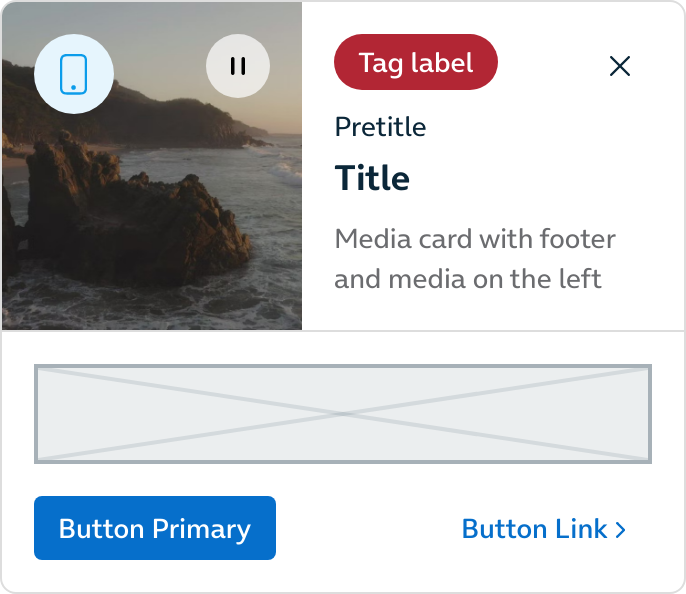 Tag label
Pretitle
Title
Media card with footer
and media on the left
Button Primary
Button Link